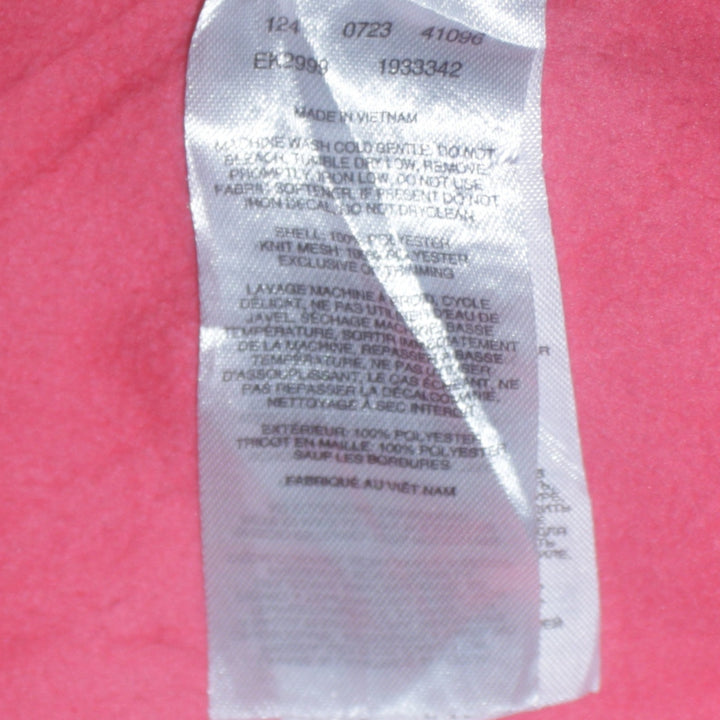 124 0723 41096
EK2999 1933342
MADE IN VIETNAM
MACHINE WASH COLD GENTLE, DO NOT
BLEACH, TUMBLE DRY LOW, REMOVE
PROMPTLY, IRON LOW, DO NOT USE
FABRIC SOFTENER, IF PRESENT DO NOT
IRON DECAL, DO NOT DRYCLEAN.
SHELL: 100% POLYESTER
KNIT MESH: 100% POLYESTER
EXCLUSIVE OF TRIMMING
LAVAGE MACHINE À FROID, CYCLE
DÉLICAT, NE PAS UTILISER D'EAU DE
JAVEL, SÉCHAGE MACHINE, BASSE
TEMPÉRATURE, SORTIR IMMÉDIATEMENT
DE LA MACHINE, REPASSER À BASSE
TEMPÉRATURE, NE PAS UTILISER
D'ASSOUPLISSANT, LE CAS ÉCHÉANT, NE
PAS REPASSER LA DÉCALCOMANIE,
NETTOYAGE À SEC INTERDIT
EXTÉRIEUR: 100% POLYESTER
TRICOT EN MAILLE: 100% POLYESTER
SAUF LES BORDURES
FABRIQUÉ AU VIÊT NAM